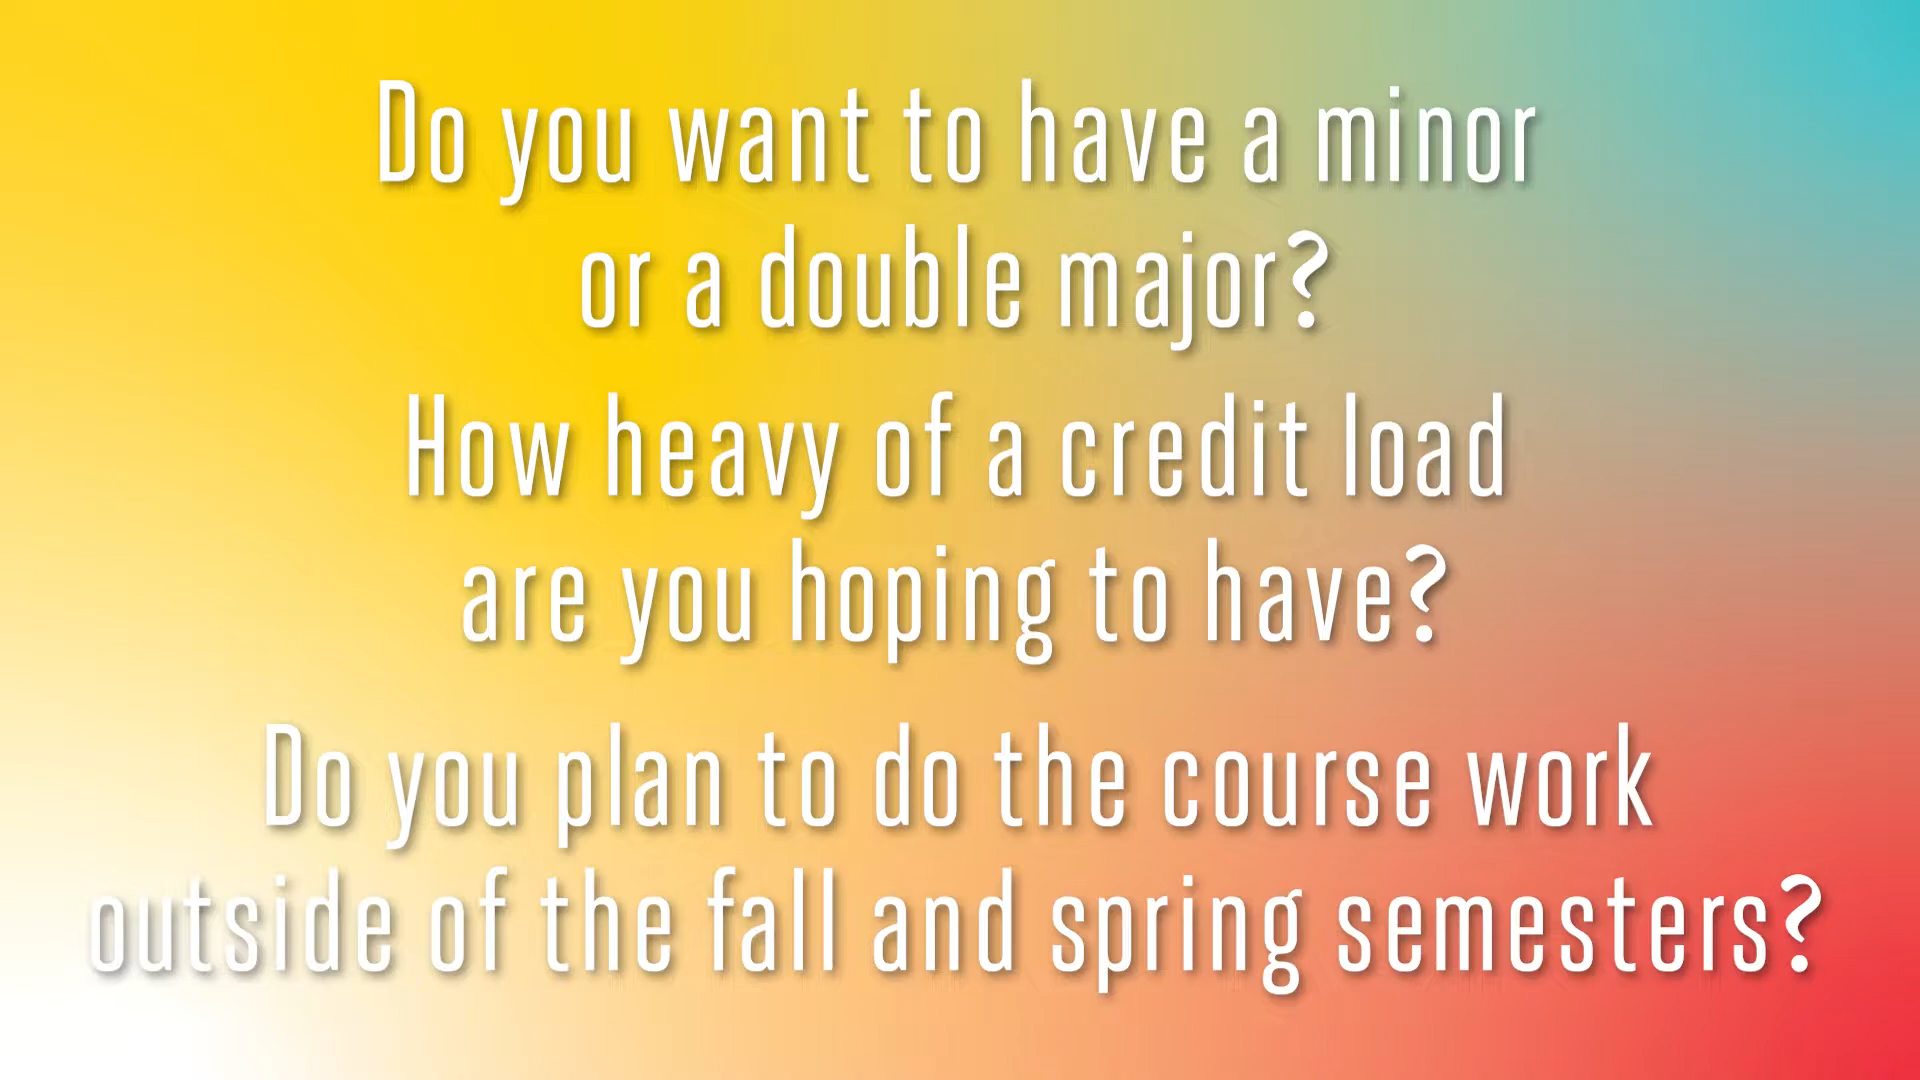 Do you want to have a minor
or a double major?
How heavy of a credit load
are you hoping to have?
Do you plan to do the course work
outside of the fall and spring semesters?